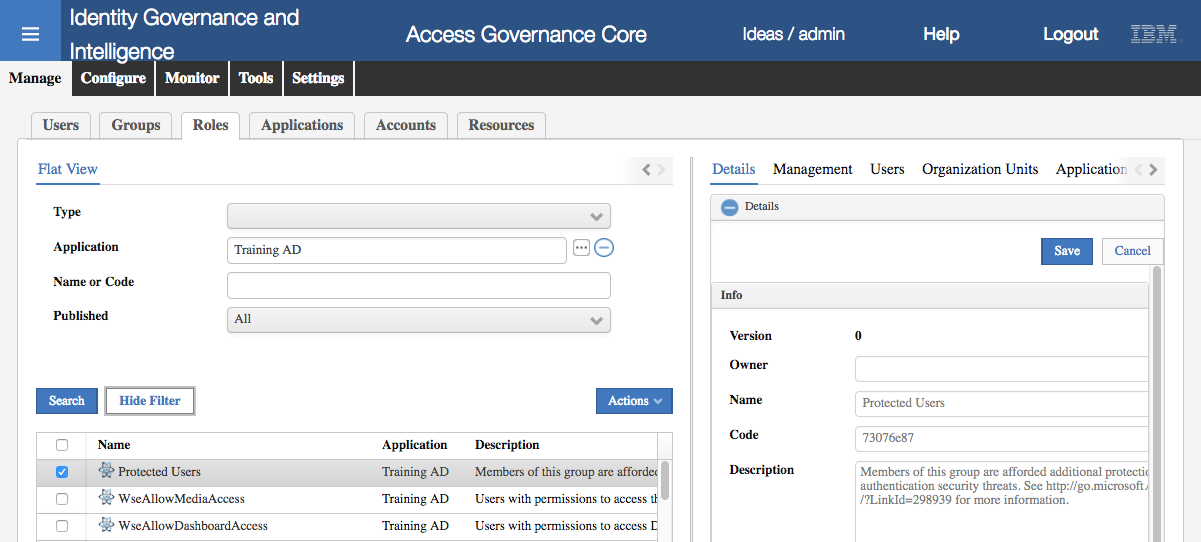 Identity Governance and
Intelligence
Access Governance Core
Ideas / admin
Help
Logout
IBM
Manage
Configure
Monitor
Tools
Settings
Users
Groups
Roles
Applications
Accounts
Resources
Flat View
Type
Application
Training AD
Name or Code
Published
All
Search
Hide Filter
Actions
Name Application Description
Protected Users Training AD Members of this group are afforded
WseAllowMediaAccess Training AD Users with permissions to access th
WseAllowDashboardAccess Training AD Users with permissions to access D
Details
Management
Users
Organization Units
Application
Details
Save
Cancel
Info
Version 0
Owner
Name Protected Users
Code 73076e87
Description
Members of this group are afforded additional protectio
authentication security threats. See http://go.microsoft.
/?LinkId=298939 for more information.